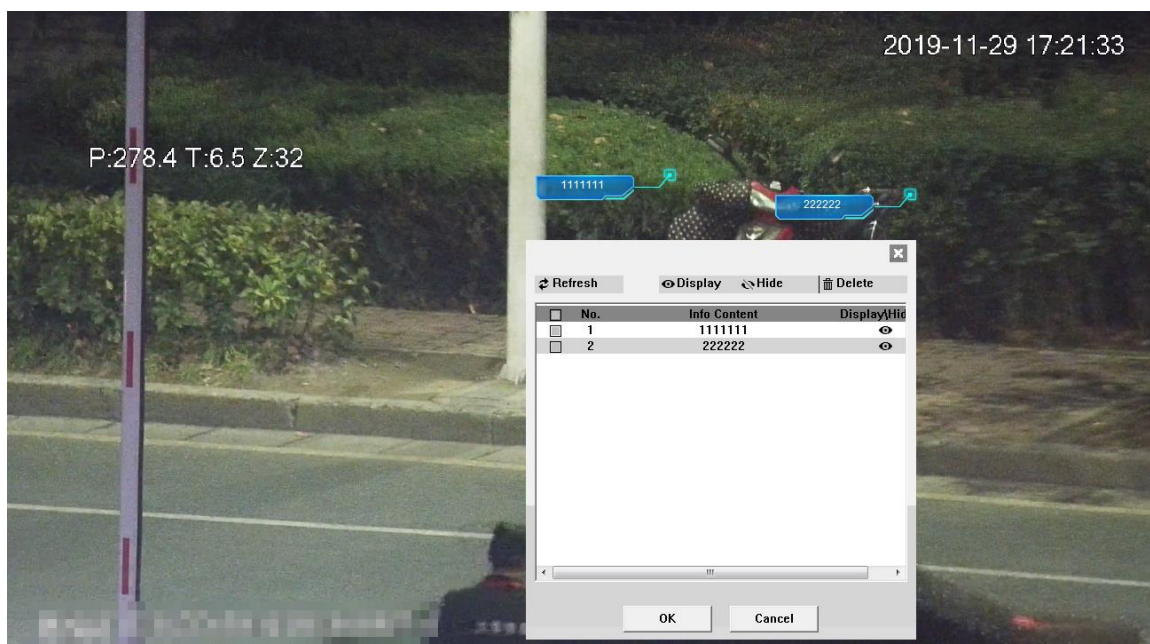 2019-11-29 17:21:33
P:278.4 T:6.5 Z:32
1111111
222222
Refresh Display Hide Delete
No. Info Content Display\Hid
1 1111111
2 222222
OK Cancel